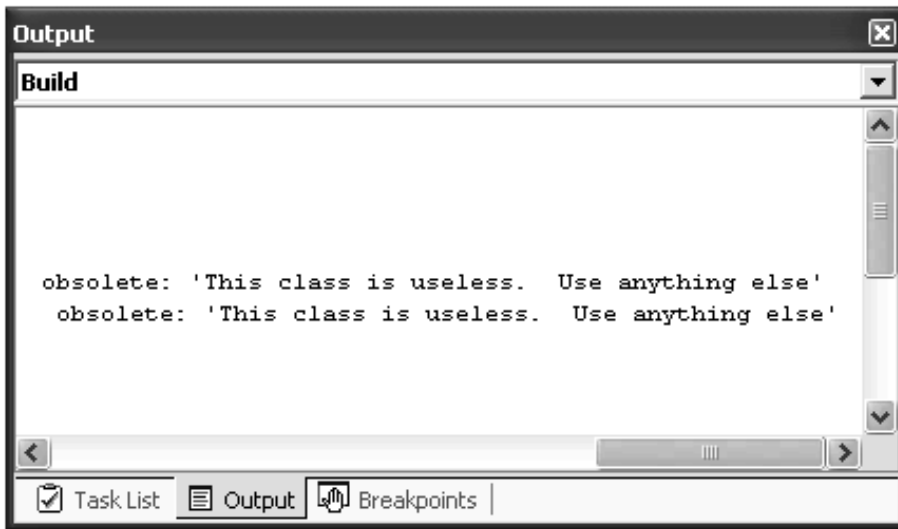 Output
Build
obsolete: 'This class is useless.  Use anything else'
obsolete: 'This class is useless.  Use anything else'
Task List Output Breakpoints